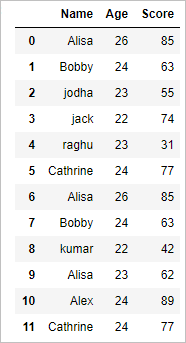 Name Age Score
0 Alisa 26 85
1 Bobby 24 63
2 jodha 23 55
3 jack 22 74
4 raghu 23 31
5 Cathrine 24 77
6 Alisa 26 85
7 Bobby 24 63
8 kumar 22 42
9 Alisa 23 62
10 Alex 24 89
11 Cathrine 24 77